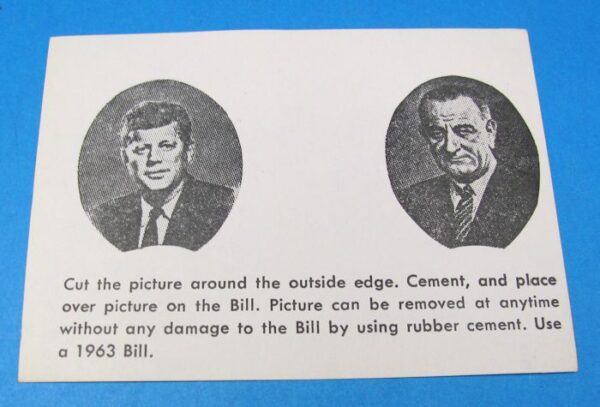 Cut the picture around the outside edge. Cement, and place
over picture on the Bill. Picture can be removed at anytime
without any damage to the Bill by using rubber cement. Use
a 1963 Bill.